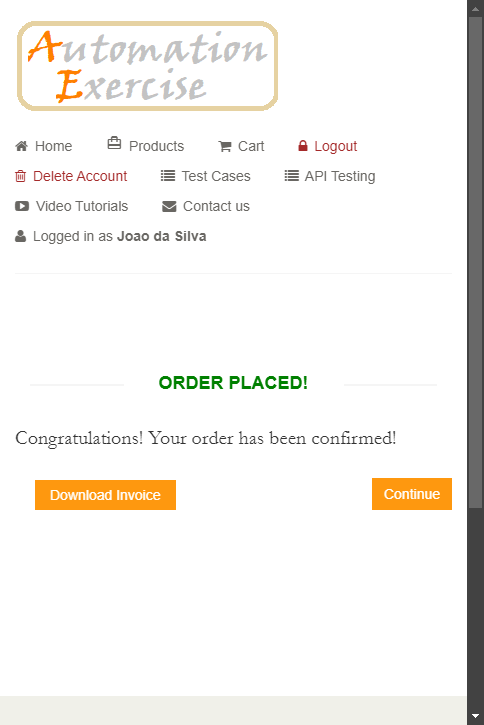 Automation
Exercise
Home Products Cart Logout
Delete Account Test Cases API Testing
Video Tutorials Contact us
Logged in as Joao da Silva
ORDER PLACED!
Congratulations! Your order has been confirmed!
Download Invoice Continue